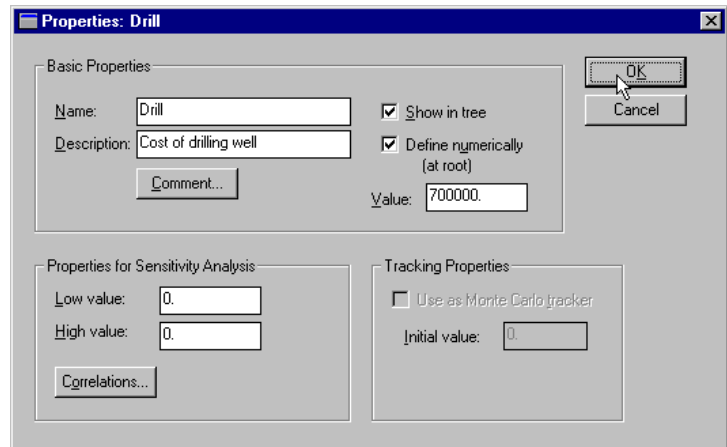 Properties: Drill
Basic Properties
Name: Drill
Description: Cost of drilling well
Comment...
Show in tree
Define numerically
(at root)
Value: 700000.
OK
Cancel
Properties for Sensitivity Analysis
Low value: 0.
High value: 0.
Correlations...
Tracking Properties
Use as Monte Carlo tracker
Initial value: 0.